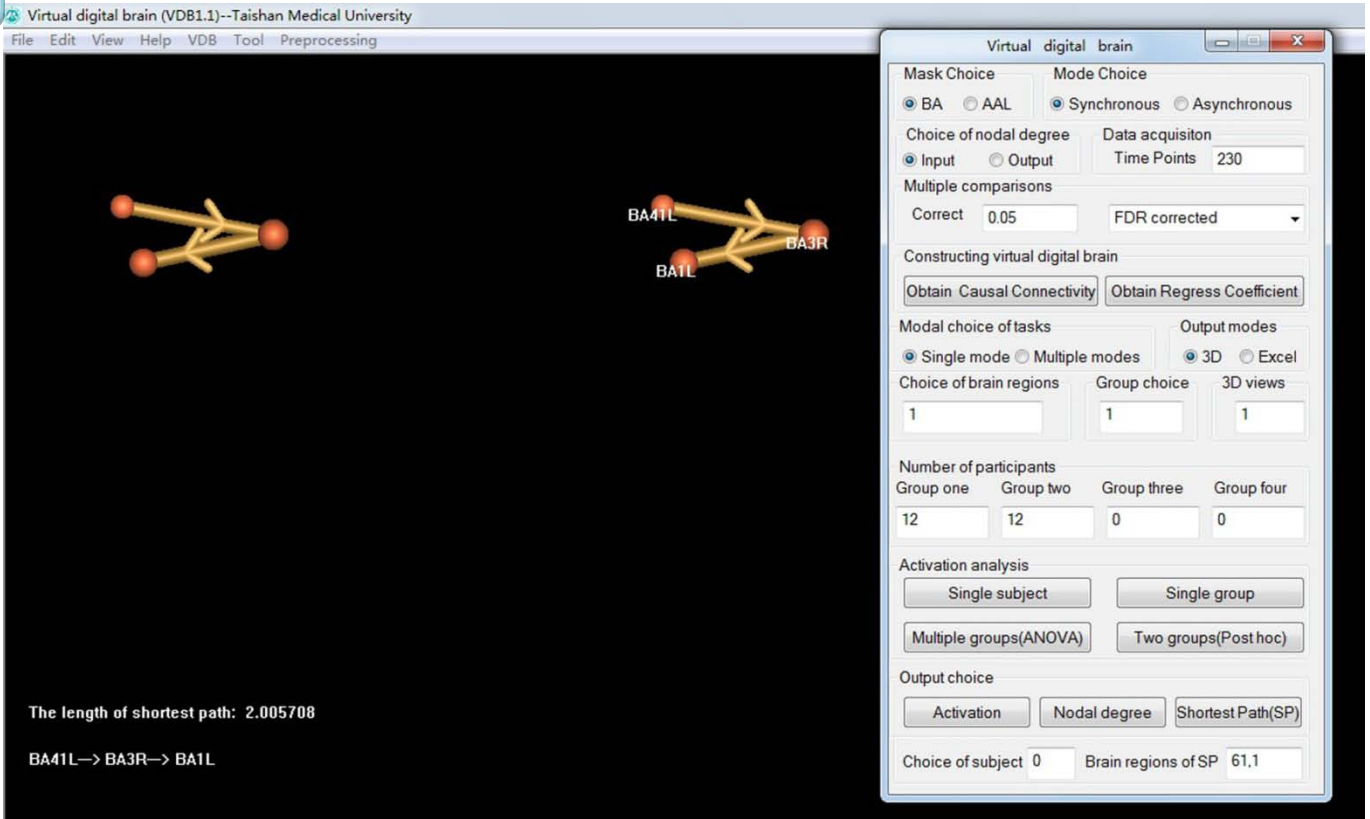 Virtual digital brain (VDB1.1)--Taishan Medical University
File Edit View Help VDB Tool Preprocessing
BA41L
BA3R
BA1L
The length of shortest path: 2.005708
BA41L—> BA3R—> BA1L
Virtual digital brain
Mask Choice Mode Choice
BA AAL Synchronous Asynchronous
Choice of nodal degree Data acquisiton
Input Output Time Points 230
Multiple comparisons
Correct 0.05 FDR corrected
Constructing virtual digital brain
Obtain Causal Connectivity Obtain Regress Coefficient
Modal choice of tasks Output modes
Single mode Multiple modes 3D Excel
Choice of brain regions Group choice 3D views
1 1 1
Number of participants
Group one Group two Group three Group four
12 12 0 0
Activation analysis
Single subject Single group
Multiple groups(ANOVA) Two groups(Post hoc)
Output choice
Activation Nodal degree Shortest Path(SP)
Choice of subject 0 Brain regions of SP 61,1